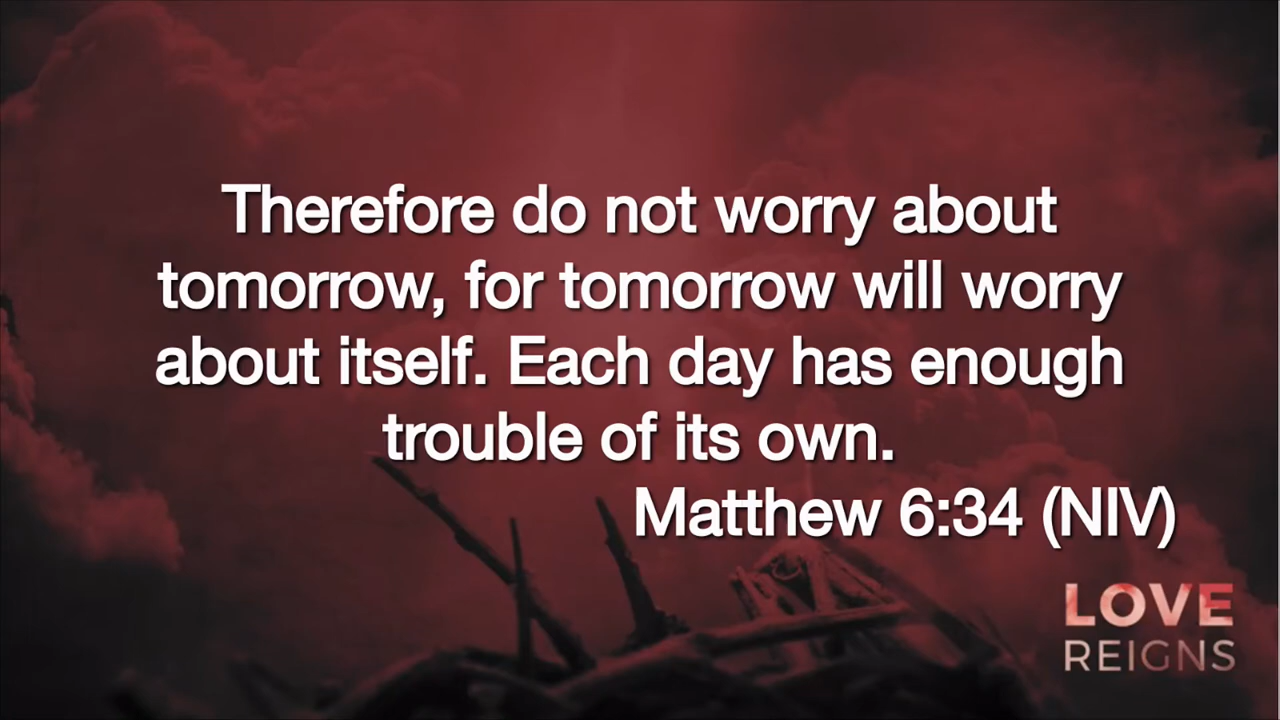 Therefore do not worry about
tomorrow, for tomorrow will worry
about itself. Each day has enough
trouble of its own.
Matthew 6:34 (NIV)
LOVE
REIGNS